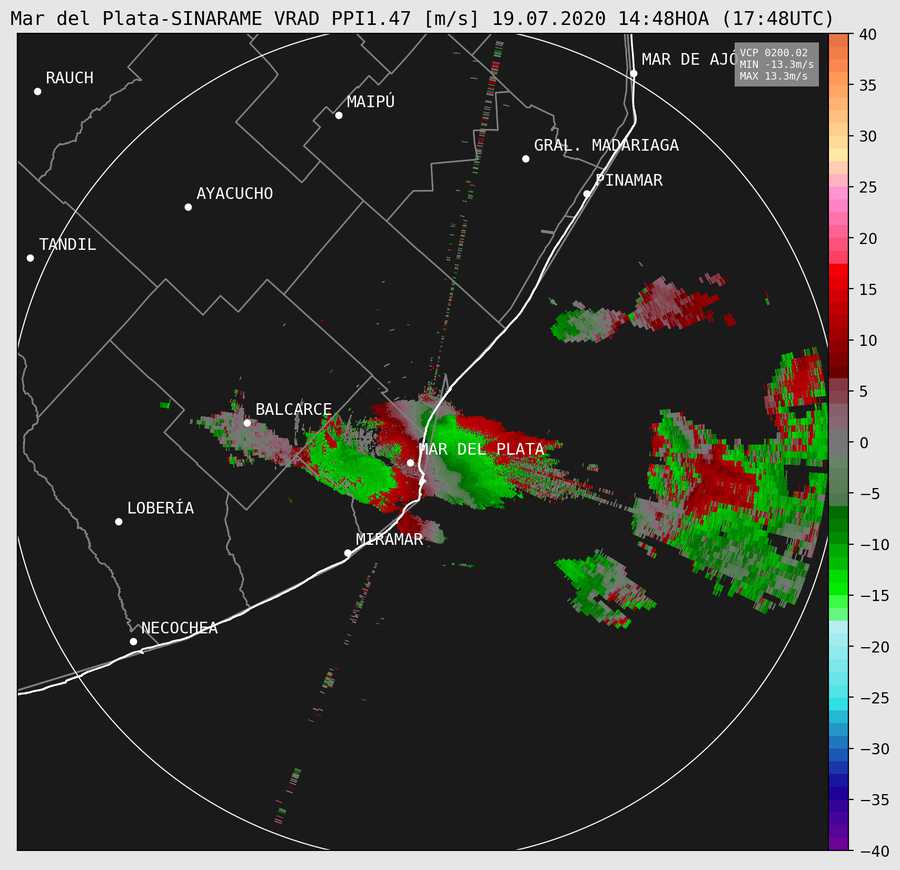 Mar del Plata-SINARAME VRAD PPI1.47 [m/s] 19.07.2020 14:48HOA (17:48UTC)
VCP 0200.02
MIN -13.3m/s
MAX 13.3m/s
MAR DE AJÓ
RAUCH
MAIPÚ
GRAL. MADARIAGA
PINAMAR
AYACUCHO
TANDIL
BALCARCE
MAR DEL PLATA
LOBERÍA
MIRAMAR
NECOCHEA
40
35
30
25
20
15
10
5
0
−5
−10
−15
−20
−25
−30
−35
−40